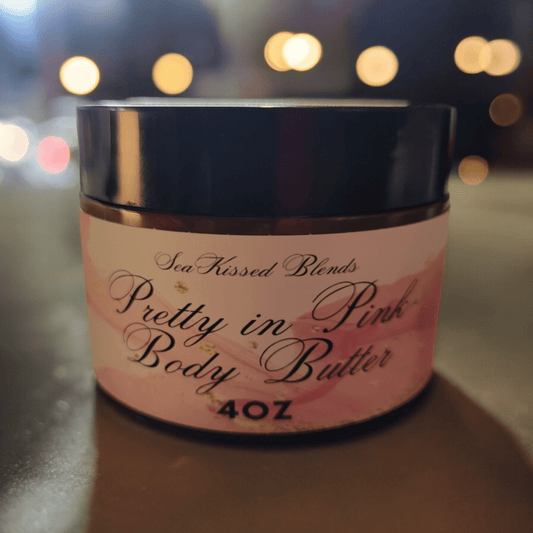 SeaKissed Blends
Pretty in Pink
Body Butter
4OZ